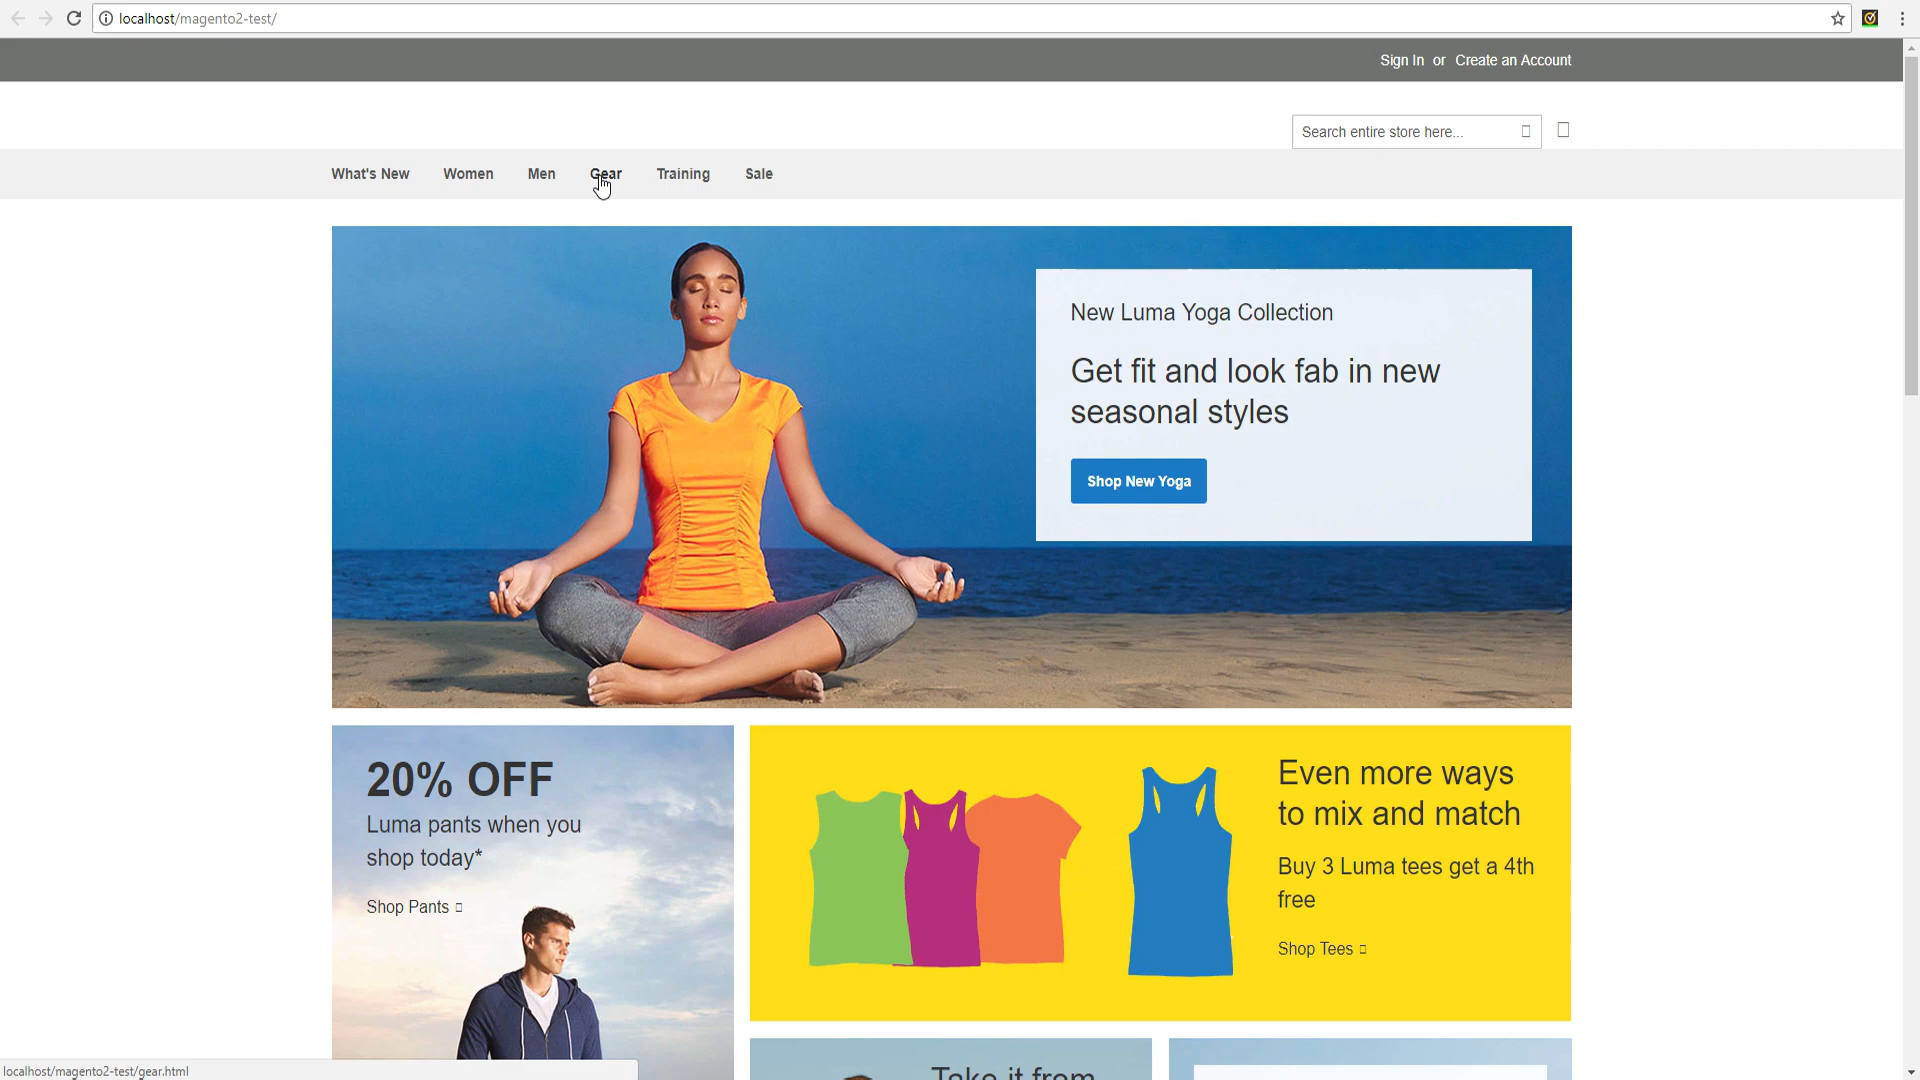 localhost/magento2-test/
Sign In or Create an Account
Search entire store here...
What's New Women Men Gear Training Sale
New Luma Yoga Collection
Get fit and look fab in new
seasonal styles
Shop New Yoga
20% OFF
Luma pants when you
shop today*
Shop Pants
Even more ways
to mix and match
Buy 3 Luma tees get a 4th
free
Shop Tees
Take it from
localhost/magento2-test/gear.html